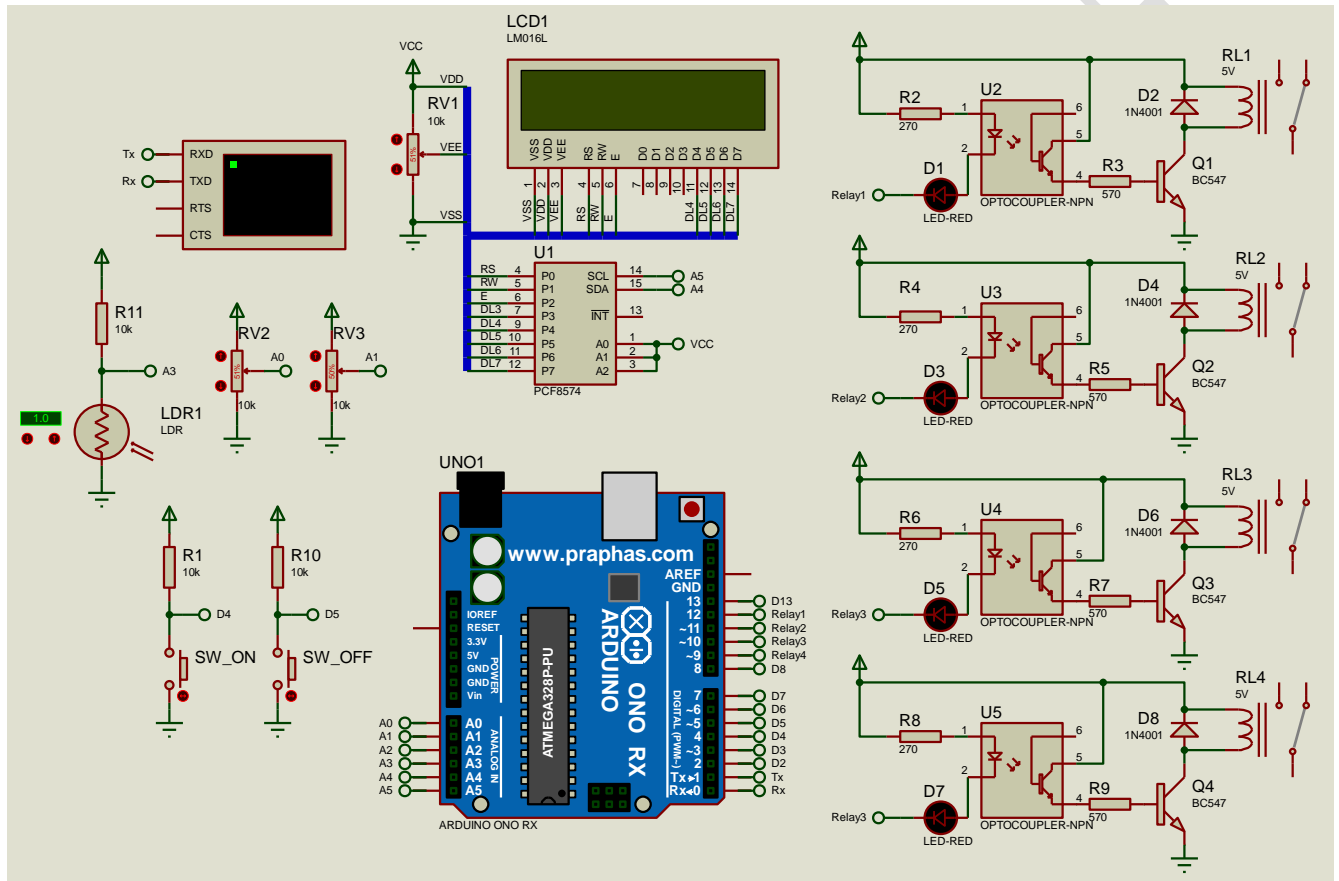 LCD1
LM016L
VSS VDD VEE RS RW E D0 D1 D2 D3 D4 D5 D6 D7
1 2 3 4 5 6 7 8 9 10 11 12 13 14
VSS VDD VEE RS RW E DL4 DL5 DL6 DL7
VCC
VDD
RV1
10k
51%
VEE
VSS
Tx RXD
Rx TXD
RTS
CTS
U1
RS 4 P0 SCL 14 A5
RW 5 P1 SDA 15 A4
E 6 P2
DL3 7 P3 INT 13
DL4 9 P4
DL5 10 P5 A0 1 VCC
DL6 11 P6 A1 2
DL7 12 P7 A2 3
PCF8574
R11
10k
A3
1.0
LDR1
LDR
RV2
51%
10k
A0
RV3
50%
10k
A1
R1
10k
D4
SW_ON
R10
10k
D5
SW_OFF
UNO1
www.praphas.com
AREF
GND
13 D13
12 Relay1
~11 Relay2
~10 Relay3
~9 Relay4
8 D8
7 D7
~6 D6
~5 D5
4 D4
~3 D3
2 D2
Tx 1 Tx
Rx 0 Rx
IOREF
RESET
3.3V
5V
GND
GND
Vin
POWER
A0 A0
A1 A1
A2 A2
A3 A3
A4 A4
A5 A5
ANALOG IN
ATMEGA328P-PU
ARDUINO
ONO RX
DIGITAL (PWM~)
ARDUINO ONO RX
R2
270
U2
1
2
6
5
4
D1
Relay1
LED-RED
OPTOCOUPLER-NPN
R3
570
D2
1N4001
RL1
5V
Q1
BC547
R4
270
U3
1
2
6
5
4
D3
Relay2
LED-RED
OPTOCOUPLER-NPN
R5
570
D4
1N4001
RL2
5V
Q2
BC547
R6
270
U4
1
2
6
5
4
D5
Relay3
LED-RED
OPTOCOUPLER-NPN
R7
570
D6
1N4001
RL3
5V
Q3
BC547
R8
270
U5
1
2
6
5
4
D7
Relay3
LED-RED
OPTOCOUPLER-NPN
R9
570
D8
1N4001
RL4
5V
Q4
BC547